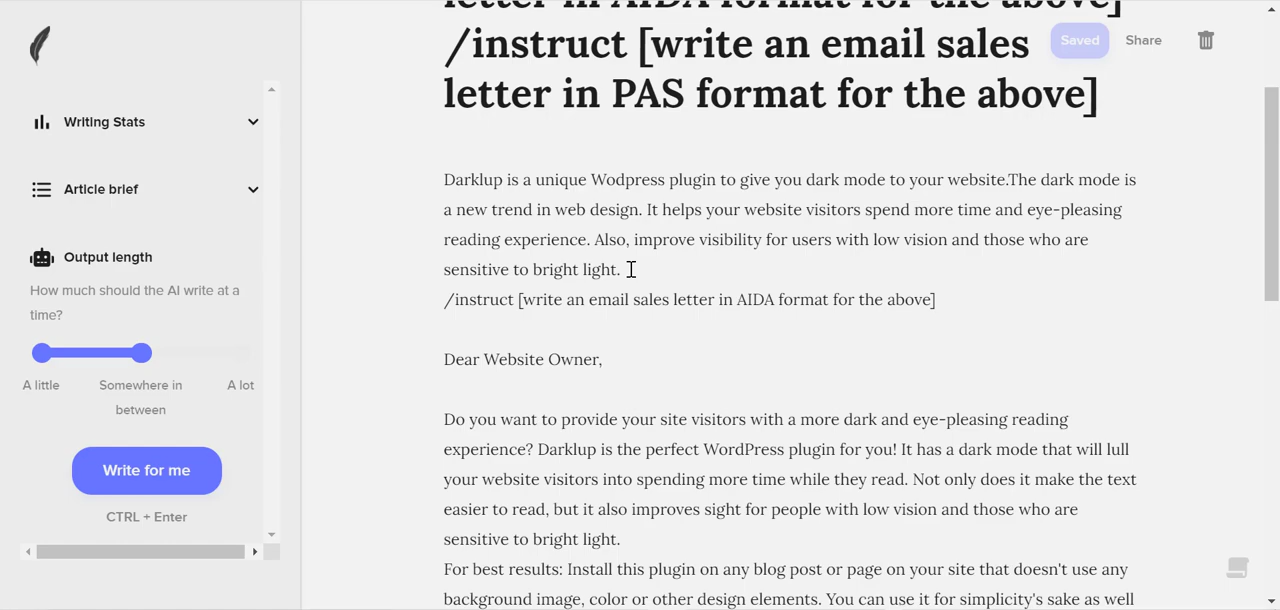 letter in AIDA format for the above]
/instruct [write an email sales
letter in PAS format for the above]
Saved
Share
Writing Stats
Article brief
Output length
How much should the AI write at a
time?
A little
Somewhere in
between
A lot
Write for me
CTRL + Enter
Darklup is a unique Wodpress plugin to give you dark mode to your website.The dark mode is
a new trend in web design. It helps your website visitors spend more time and eye-pleasing
reading experience. Also, improve visibility for users with low vision and those who are
sensitive to bright light.
/instruct [write an email sales letter in AIDA format for the above]
Dear Website Owner,
Do you want to provide your site visitors with a more dark and eye-pleasing reading
experience? Darklup is the perfect WordPress plugin for you! It has a dark mode that will lull
your website visitors into spending more time while they read. Not only does it make the text
easier to read, but it also improves sight for people with low vision and those who are
sensitive to bright light.
For best results: Install this plugin on any blog post or page on your site that doesn't use any
background image, color or other design elements. You can use it for simplicity's sake as well